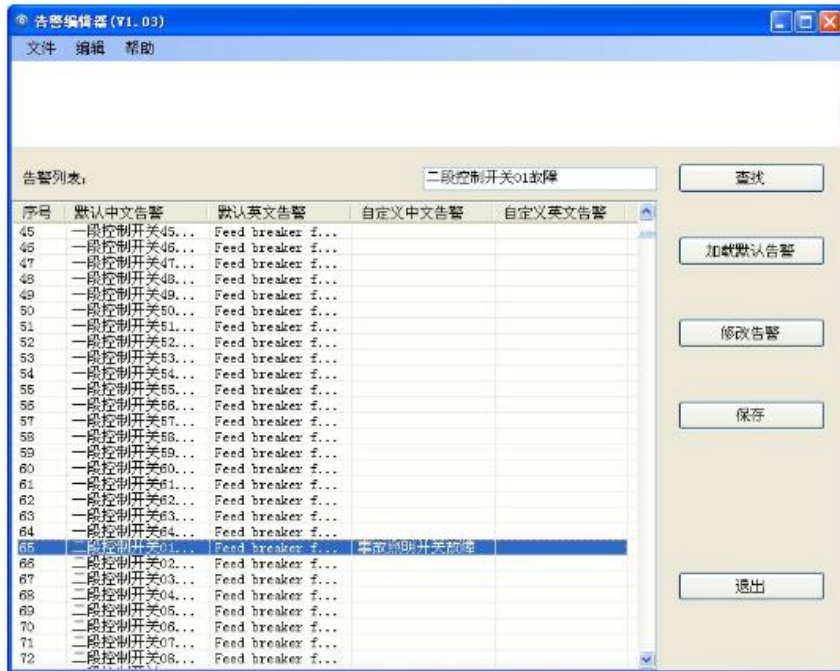 告警编辑器(V1.03)
文件 编辑 帮助
告警列表: 二段控制开关01故障 查找
序号 默认中文告警 默认英文告警 自定义中文告警 自定义英文告警
45 一段控制开关45... Feed breaker f...
46 一段控制开关46... Feed breaker f...
47 一段控制开关47... Feed breaker f...
加载默认告警
48 一段控制开关48... Feed breaker f...
49 一段控制开关49... Feed breaker f...
50 一段控制开关50... Feed breaker f...
51 一段控制开关51... Feed breaker f...
52 一段控制开关52... Feed breaker f...
修改告警
53 一段控制开关53... Feed breaker f...
54 一段控制开关54... Feed breaker f...
55 一段控制开关55... Feed breaker f...
56 一段控制开关56... Feed breaker f...
57 一段控制开关57... Feed breaker f...
保存
58 一段控制开关58... Feed breaker f...
59 一段控制开关59... Feed breaker f...
60 一段控制开关60... Feed breaker f...
61 一段控制开关61... Feed breaker f...
62 一段控制开关62... Feed breaker f...
63 一段控制开关63... Feed breaker f...
64 一段控制开关64... Feed breaker f...
65 二段控制开关01... Feed breaker f... 事故照明开关故障
66 二段控制开关02... Feed breaker f...
67 二段控制开关03... Feed breaker f...
68 二段控制开关04... Feed breaker f...
退出
69 二段控制开关05... Feed breaker f...
70 二段控制开关06... Feed breaker f...
71 二段控制开关07... Feed breaker f...
72 二段控制开关08... Feed breaker f...